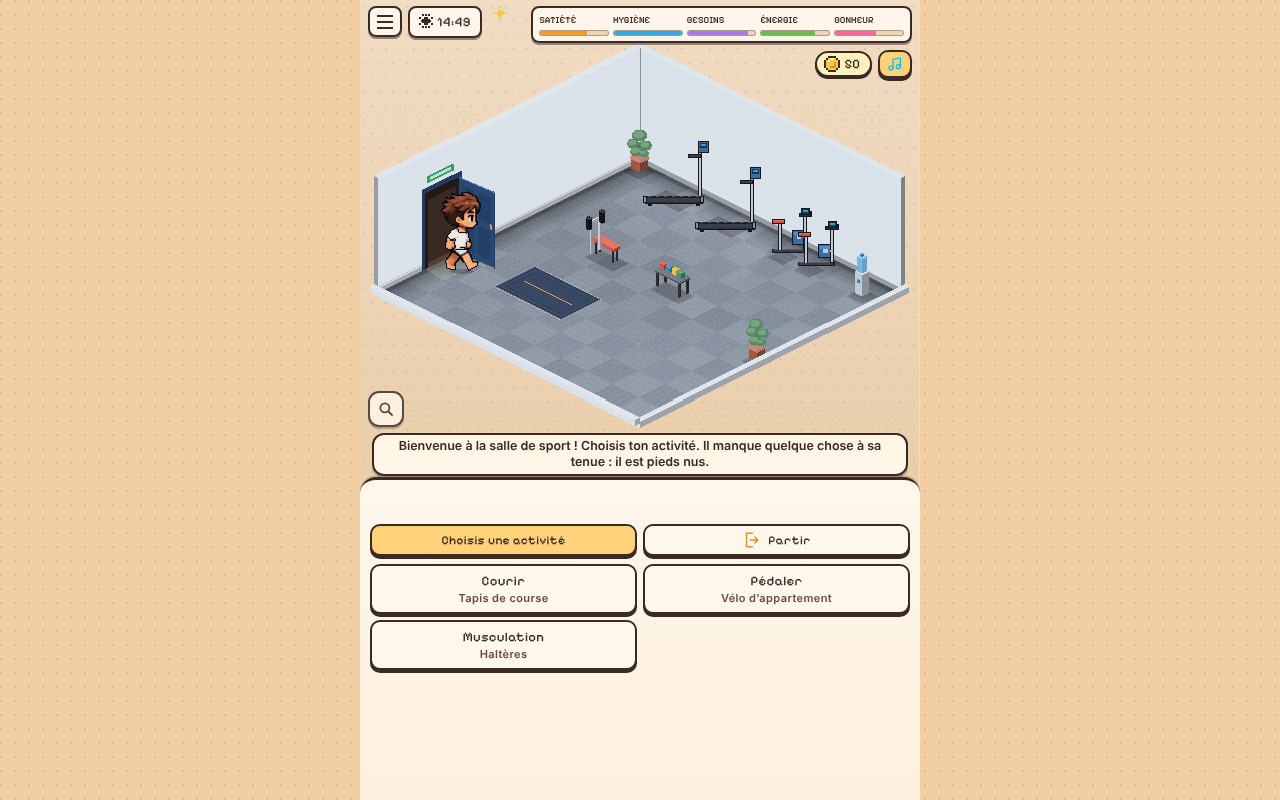 14:49
SATIÉTÉ
HYGIÈNE
BESOINS
ÉNERGIE
BONHEUR
80
Bienvenue à la salle de sport ! Choisis ton activité. Il manque quelque chose à sa
tenue : il est pieds nus.
Choisis une activité
Partir
Courir
Tapis de course
Pédaler
Vélo d’appartement
Musculation
Haltères